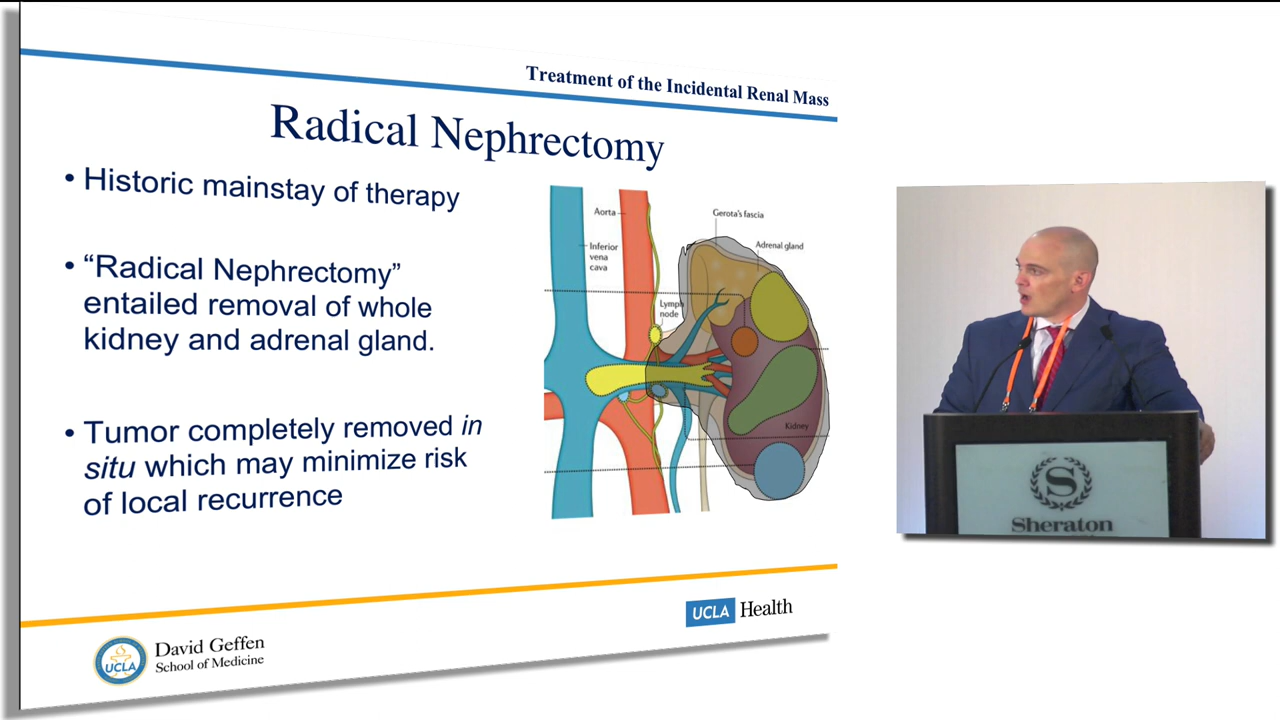 Treatment of the Incidental Renal Mass
Radical Nephrectomy
• Historic mainstay of therapy
• “Radical Nephrectomy”
entailed removal of whole
kidney and adrenal gland.
• Tumor completely removed in
situ which may minimize risk
of local recurrence
Aorta
Inferior
vena
cava
Gerota's fascia
Adrenal gland
Lymph
node
Kidney
UCLA
David Geffen
School of Medicine
UCLA Health
S
Sheraton